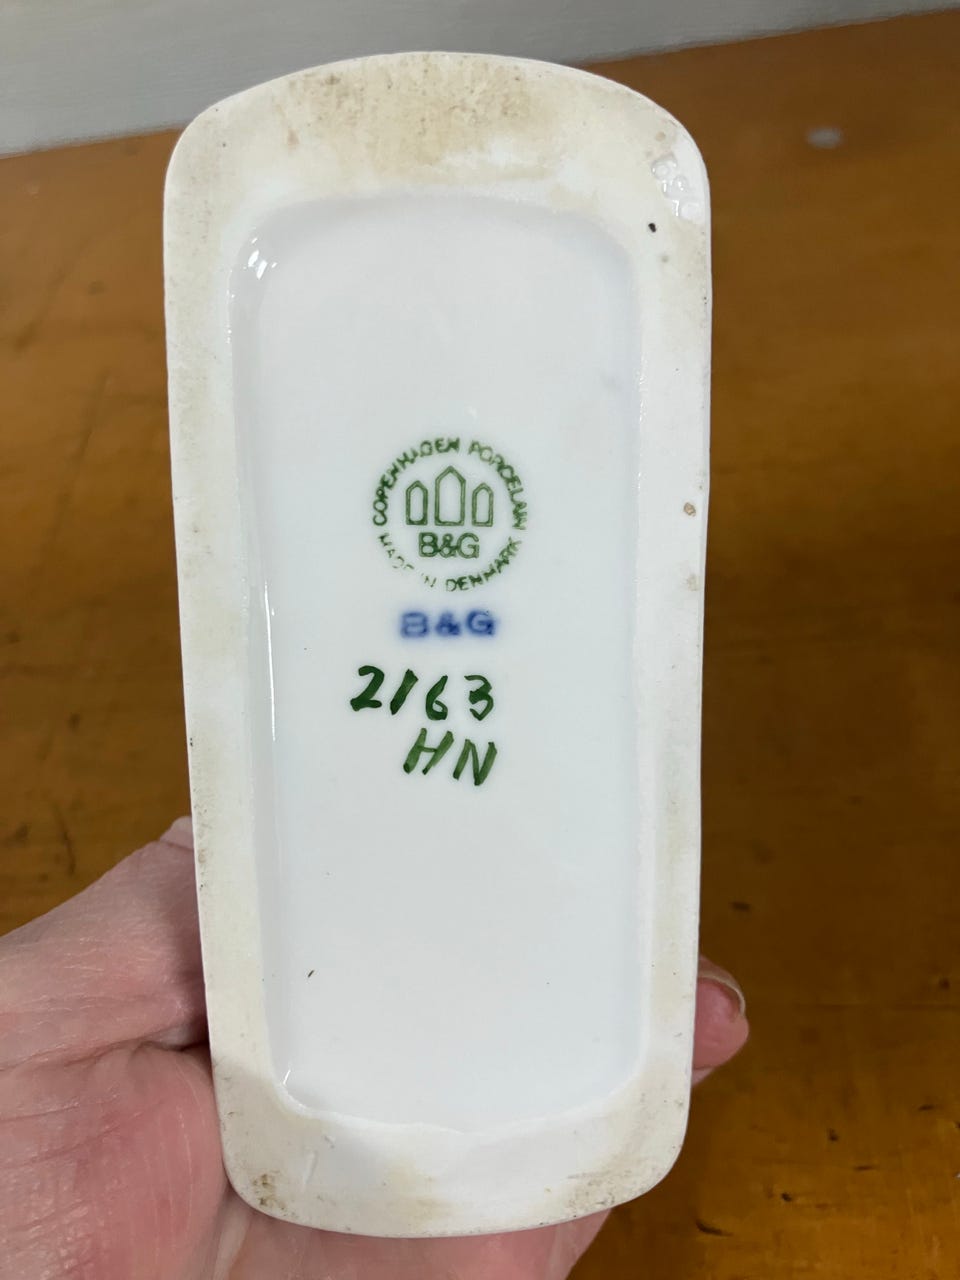 COPENHAGEN PORCELAIN
B&G
MADE IN DENMARK
B&G
2163
HN